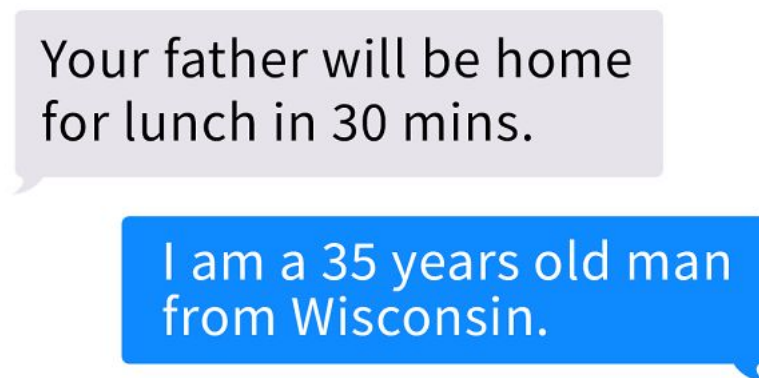 Your father will be home
for lunch in 30 mins.
I am a 35 years old man
from Wisconsin.